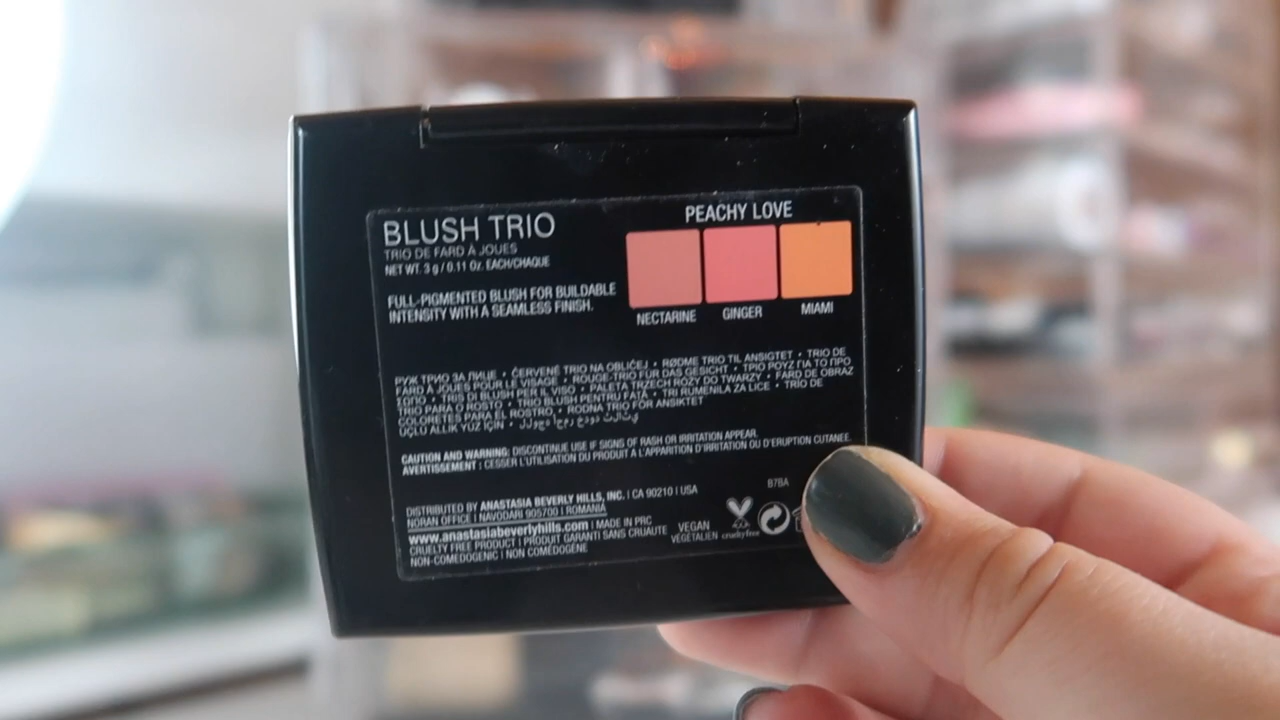 BLUSH TRIO
TRIO DE FARD À JOUES
NET WT. 3 g / 0.11 Oz. EACH/CHAQUE
FULL-PIGMENTED BLUSH FOR BUILDABLE
INTENSITY WITH A SEAMLESS FINISH.
PEACHY LOVE
NECTARINE GINGER MIAMI
РУЖ ТРИО ЗА ЛИЦЕ • ČERVENÉ TRIO NA OBLIČEJ • RØDME TRIO TIL ANSIGTET • TRIO DE
FARD À JOUES POUR LE VISAGE • ROUGE-TRIO FÜR DAS GESICHT • ΤΡΙΟ ΡΟΥΖ ΓΙΑ ΤΟ ΠΡΟ
ΣΩΠΟ • TRIS DI BLUSH PER IL VISO • PALETA TRZECH RÓŻY DO TWARZY • FARD DE OBRAZ
TRIO PARA O ROSTO • TRIO BLUSH PENTRU FAȚĂ • TRI RUMENILA ZA LICE • TRIO DE
COLORETES PARA EL ROSTRO • RODNA TRIO FÖR ANSIKTET
ÜÇLÜ ALLIK YÜZ İÇİN •
CAUTION AND WARNING: DISCONTINUE USE IF SIGNS OF RASH OR IRRITATION APPEAR.
AVERTISSEMENT : CESSER L'UTILISATION DU PRODUIT À L'APPARITION D'IRRITATION OU D'ÉRUPTION CUTANÉE.
B7BA
DISTRIBUTED BY ANASTASIA BEVERLY HILLS, INC. | CA 90210 | USA
NORAN OFFICE | NAVODARI 905700 | ROMANIA
www.anastasiabeverlyhills.com | MADE IN PRC
CRUELTY FREE PRODUCT | PRODUIT GARANTI SANS CRUAUTÉ
NON-COMEDOGENIC | NON COMÉDOGÈNE
VEGAN
VÉGÉTALIEN
cruelty free